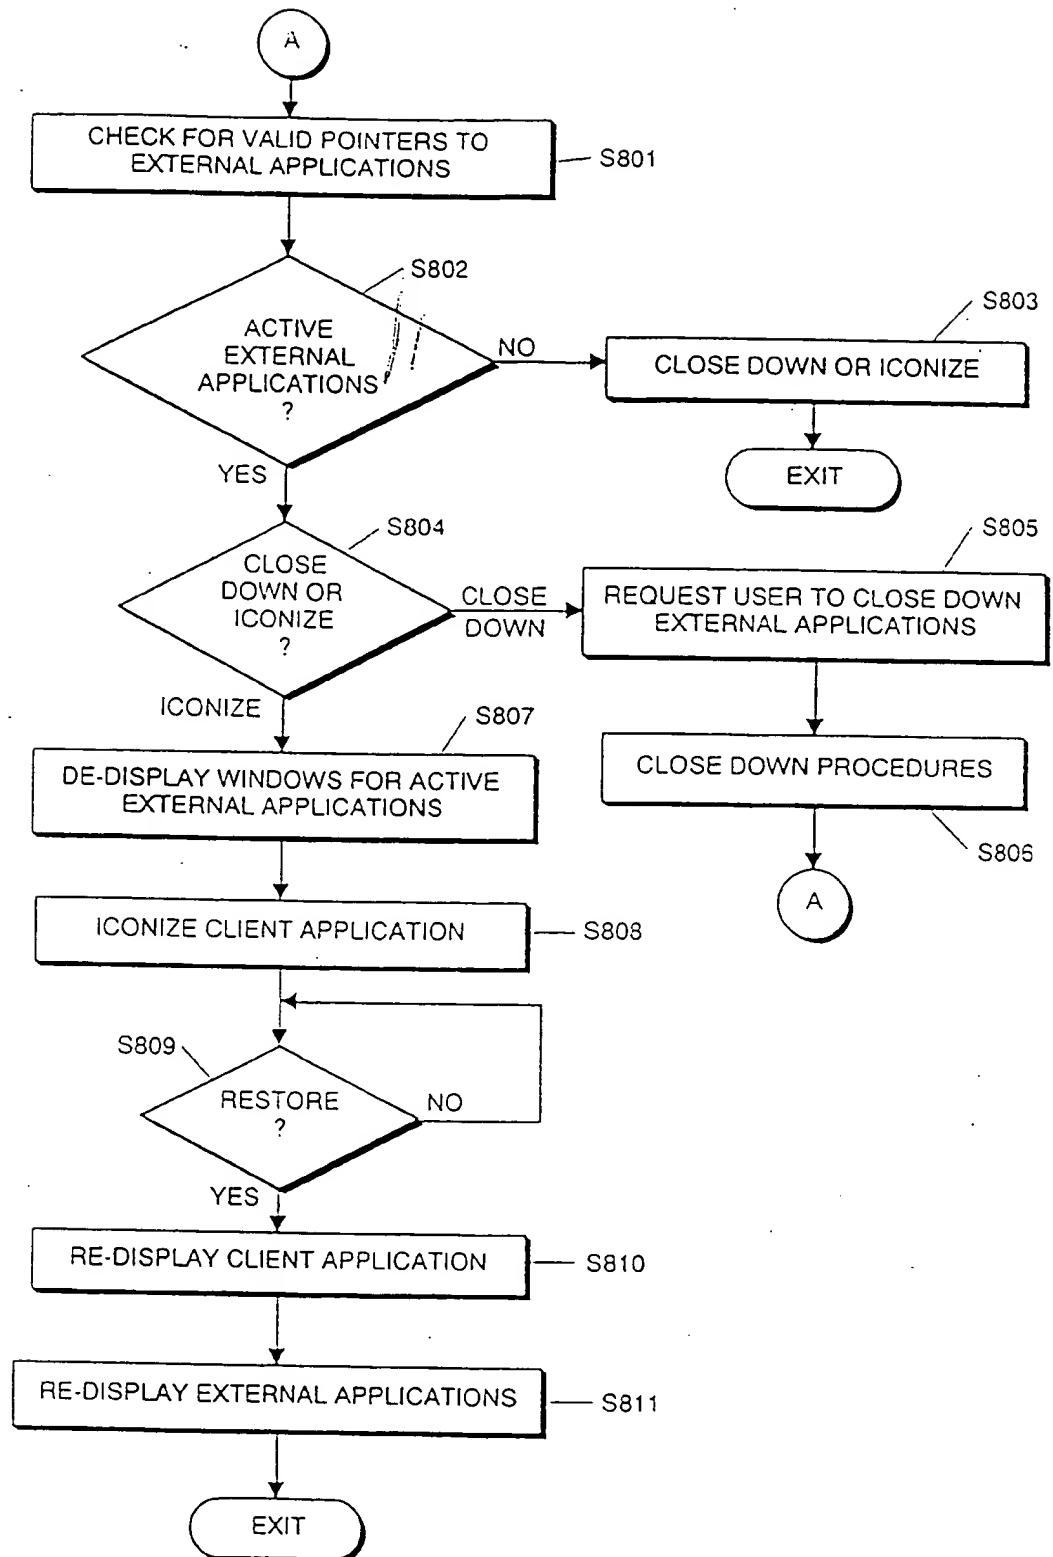 A
CHECK FOR VALID POINTERS TO
EXTERNAL APPLICATIONS
S801
S802
ACTIVE
EXTERNAL
APPLICATIONS
?
NO
S803
CLOSE DOWN OR ICONIZE
EXIT
YES
S804
CLOSE
DOWN OR
ICONIZE
?
CLOSE
DOWN
S805
REQUEST USER TO CLOSE DOWN
EXTERNAL APPLICATIONS
CLOSE DOWN PROCEDURES
S806
A
ICONIZE
S807
DE-DISPLAY WINDOWS FOR ACTIVE
EXTERNAL APPLICATIONS
ICONIZE CLIENT APPLICATION
S808
S809
RESTORE
?
NO
YES
RE-DISPLAY CLIENT APPLICATION
S810
RE-DISPLAY EXTERNAL APPLICATIONS
S811
EXIT